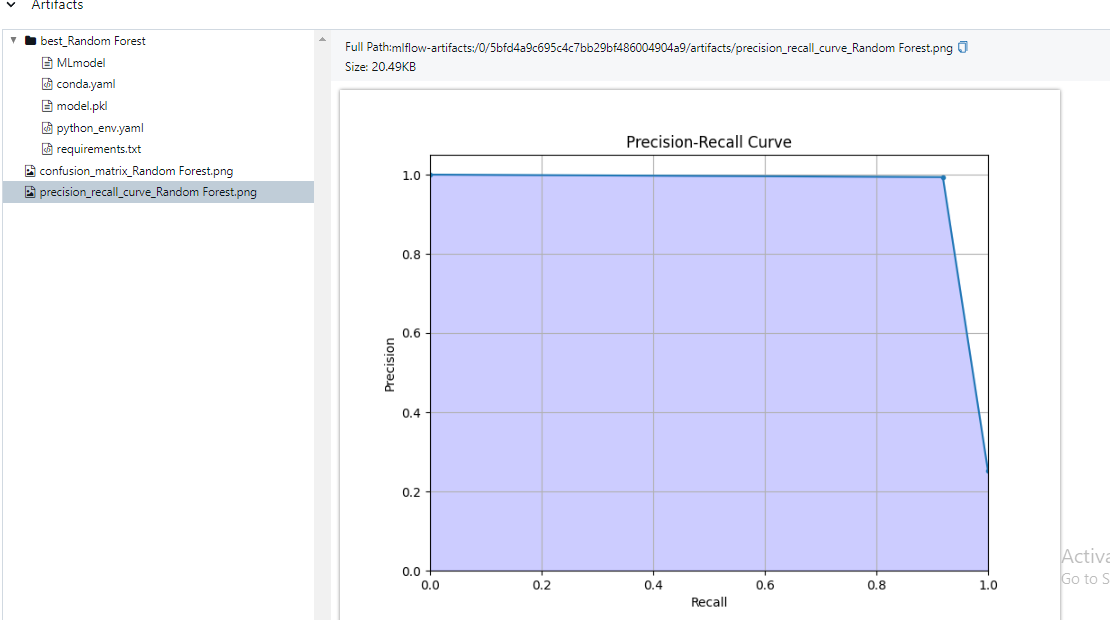 Artifacts
best_Random Forest
MLmodel
conda.yaml
model.pkl
python_env.yaml
requirements.txt
confusion_matrix_Random Forest.png
precision_recall_curve_Random Forest.png
Full Path:mlflow-artifacts:/0/5bfd4a9c695c4c7bb29bf486004904a9/artifacts/precision_recall_curve_Random Forest.png
Size: 20.49KB
Precision-Recall Curve
1.0
0.8
0.6
0.4
0.2
0.0
Precision
0.0 0.2 0.4 0.6 0.8 1.0
Recall
Activa
Go to S